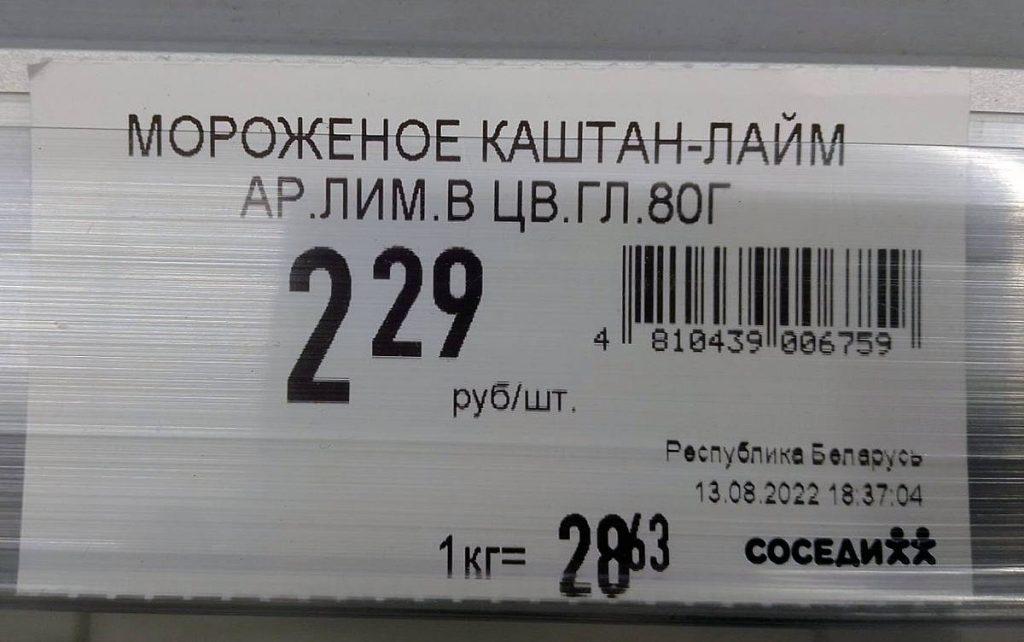 МОРОЖЕНОЕ КАШТАН-ЛАЙМ
АР.ЛИМ.В ЦВ.ГЛ.80Г
2 29
руб/шт.
4 810439 006759
Республика Беларусь
13.08.2022 18:37:04
1кг= 28 63
СОСЕДИ